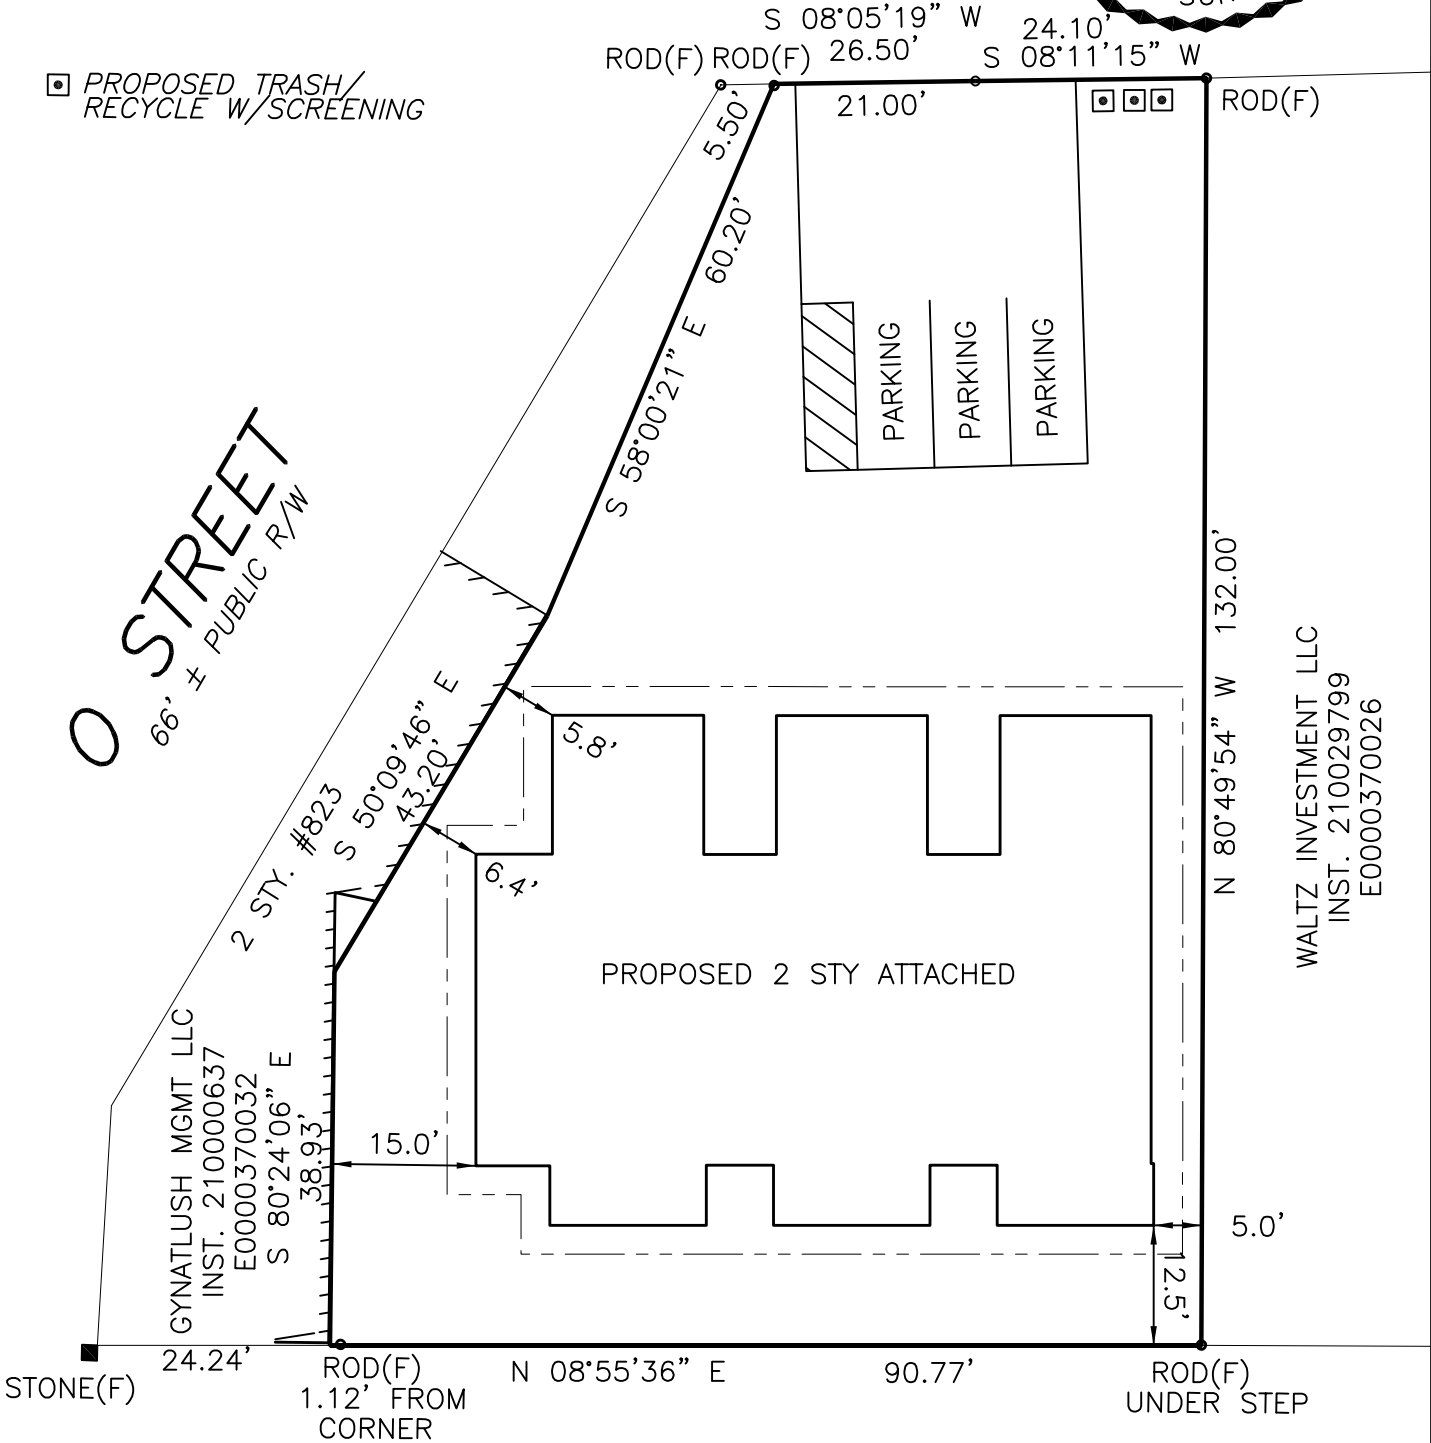 S 08°05'19" W
24.10'
26.50'
S 08°11'15" W
ROD(F) ROD(F)
ROD(F)
PROPOSED TRASH/
RECYCLE W/SCREENING
21.00'
5.50'
S 58°00'21" E 60.20'
PARKING
PARKING
PARKING
O STREET
66' ± PUBLIC R/W
N 80°49'54" W 132.00'
WALTZ INVESTMENT LLC
INST. 210029799
E0000370026
2 STY. #823
S 50°09'46" E
43.20'
5.8'
6.4'
PROPOSED 2 STY ATTACHED
GYNATLUSH MGMT LLC
INST. 210000637
E0000370032
S 80°24'06" E
38.93'
15.0'
5.0'
12.5'
24.24'
STONE(F)
ROD(F)
1.12' FROM
CORNER
N 08°55'36" E 90.77'
ROD(F)
UNDER STEP